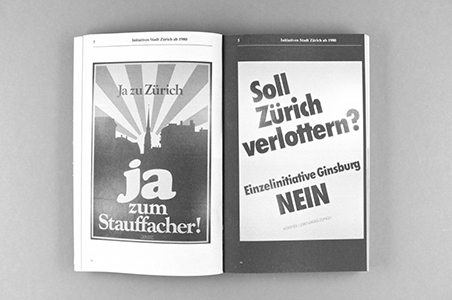 Initiativen Stadt Zürich ab 1980
Ja zu Zürich
ja
zum
Stauffacher!
Initiativen Stadt Zürich ab 1980
Soll
Zürich
verlottern?
Einzelinitiative Ginsburg
NEIN